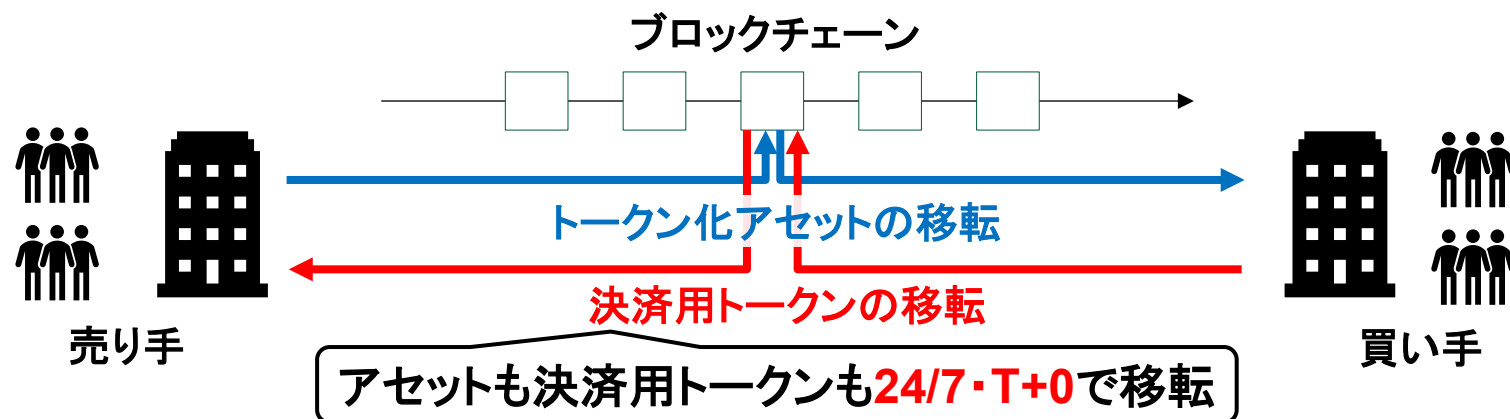 ブロックチェーン
トークン化アセットの移転
決済用トークンの移転
売り手
買い手
アセットも決済用トークンも24/7・T+0で移転